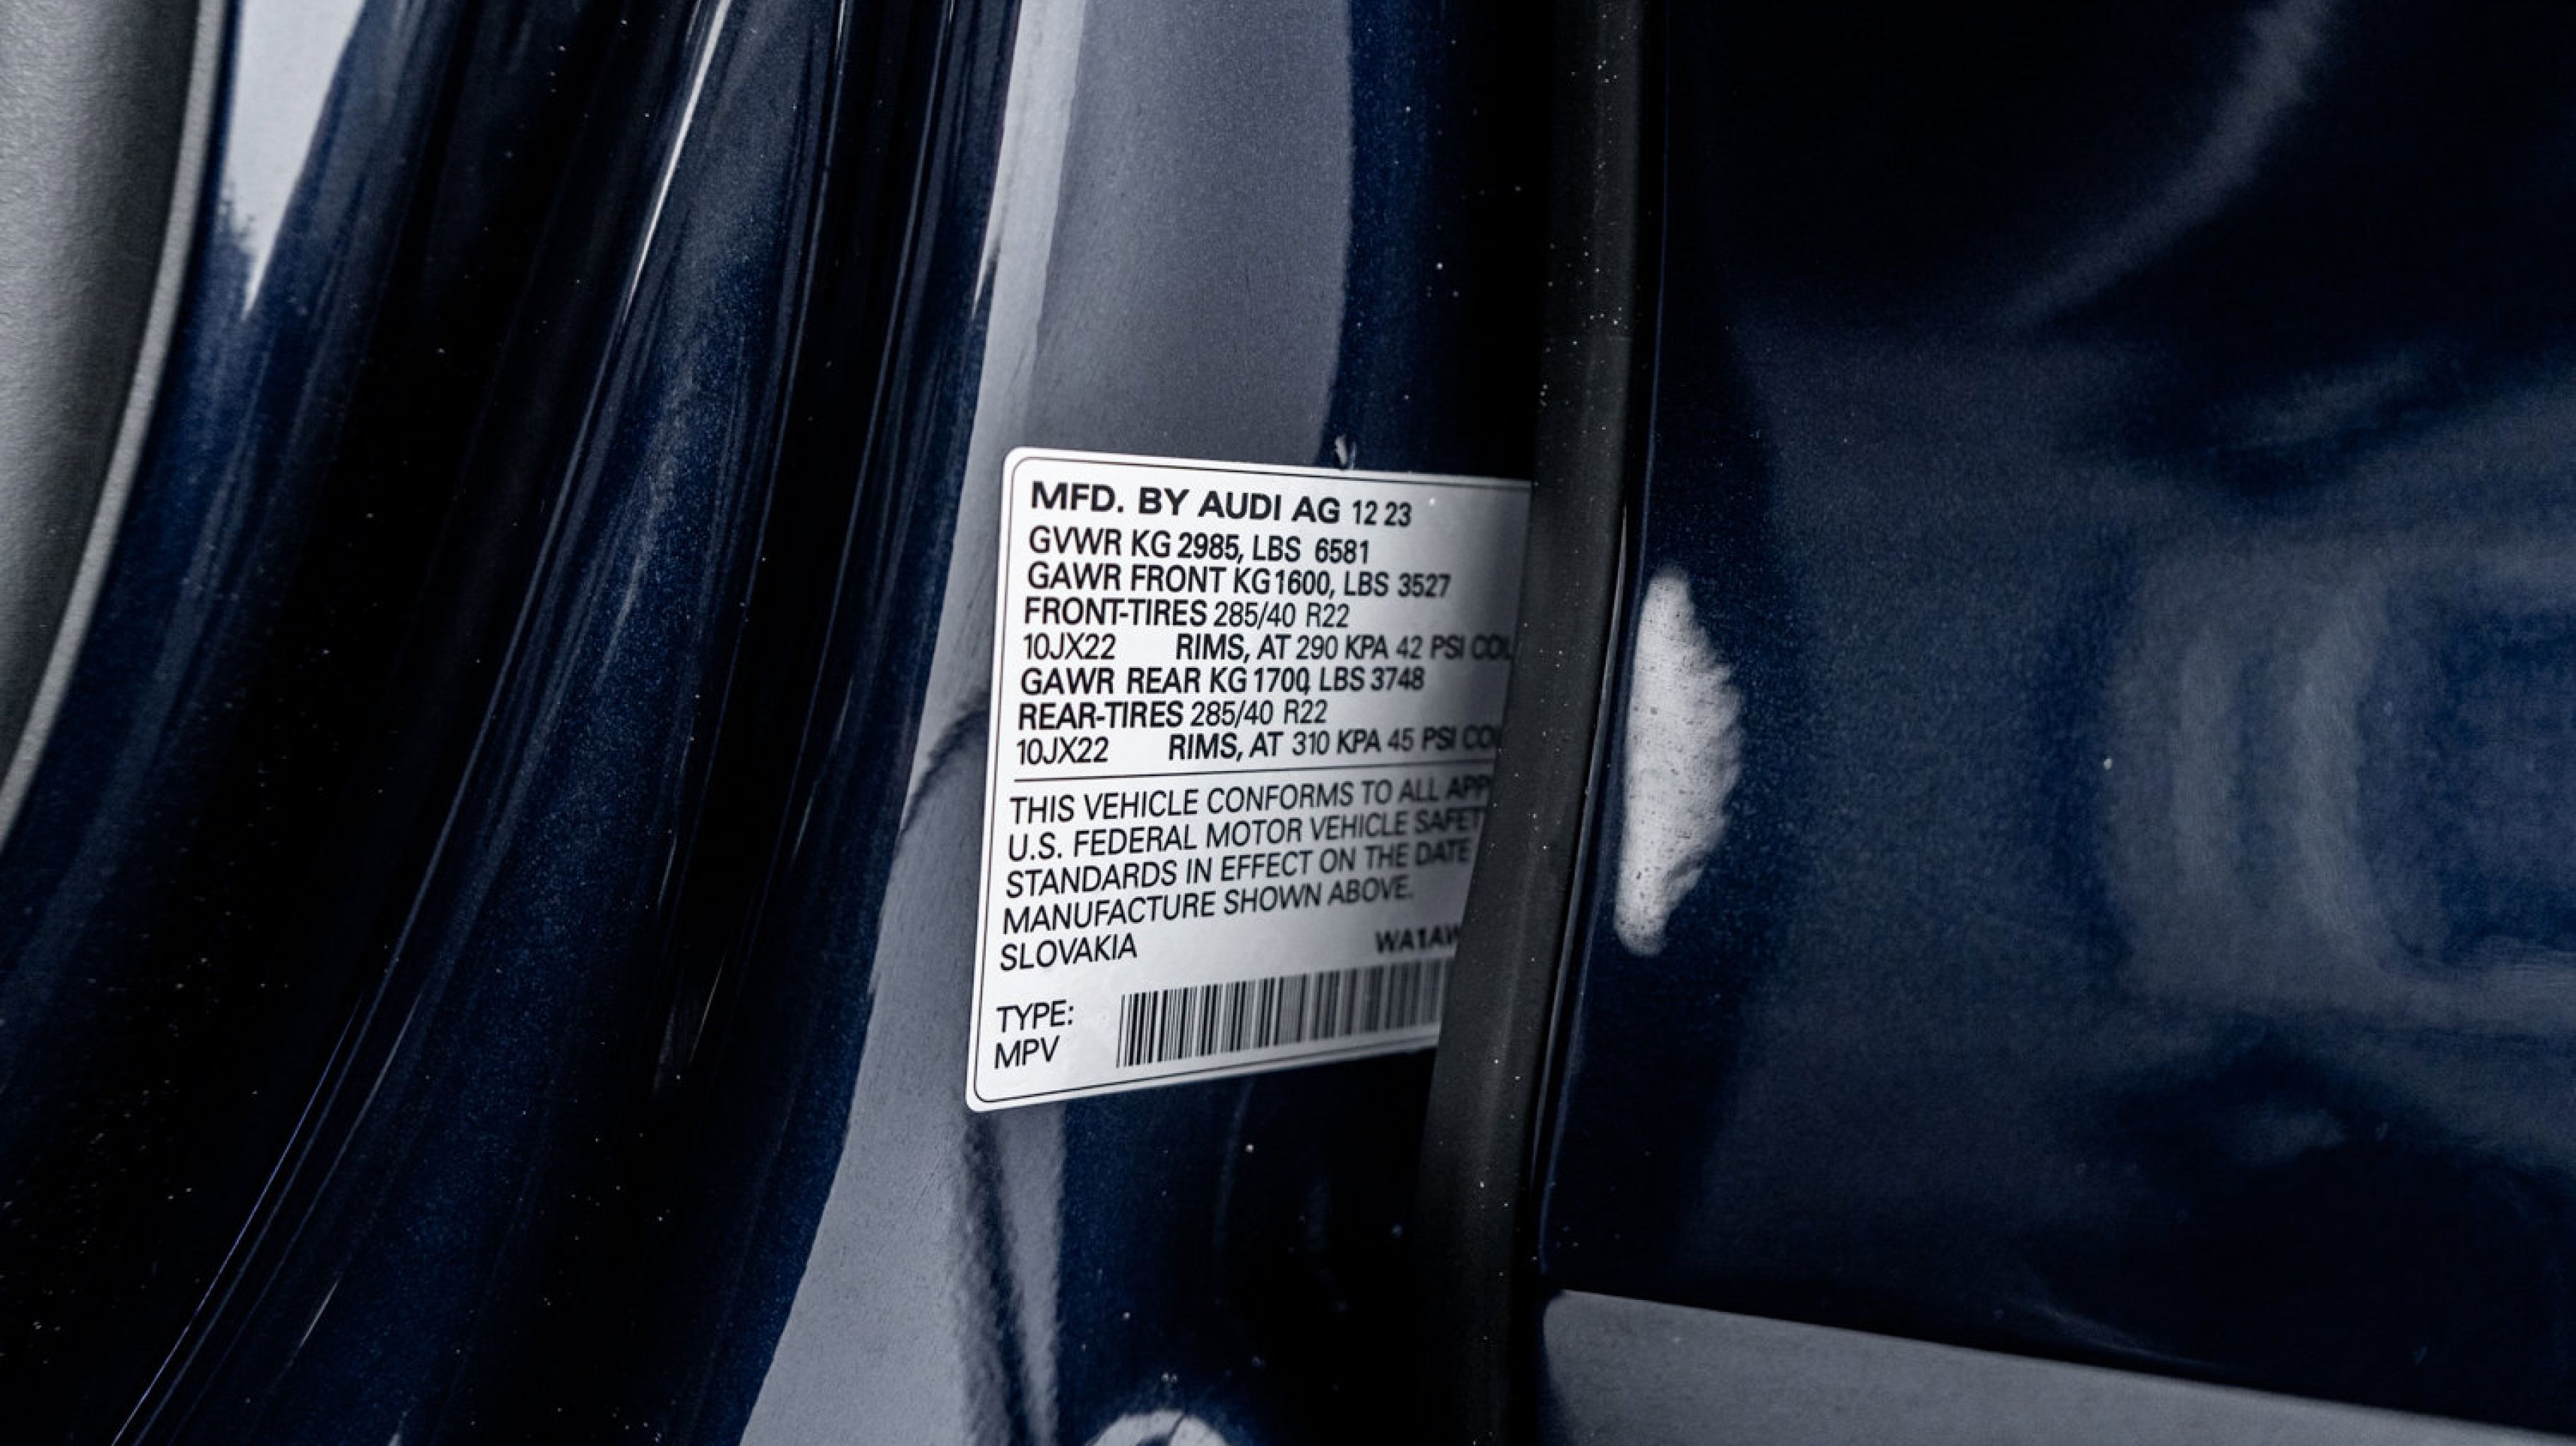 MFD. BY AUDI AG 12 23
GVWR KG 2985, LBS 6581
GAWR FRONT KG 1600, LBS 3527
FRONT-TIRES 285/40 R22
10JX22 RIMS, AT 290 KPA 42 PSI
GAWR REAR KG 1700, LBS 3748
REAR-TIRES 285/40 R22
10JX22 RIMS, AT 310 KPA 45 PSI
THIS VEHICLE CONFORMS TO ALL
U.S. FEDERAL MOTOR VEHICLE
STANDARDS IN EFFECT ON THE DATE
MANUFACTURE SHOWN ABOVE.
SLOVAKIA
TYPE:
MPV